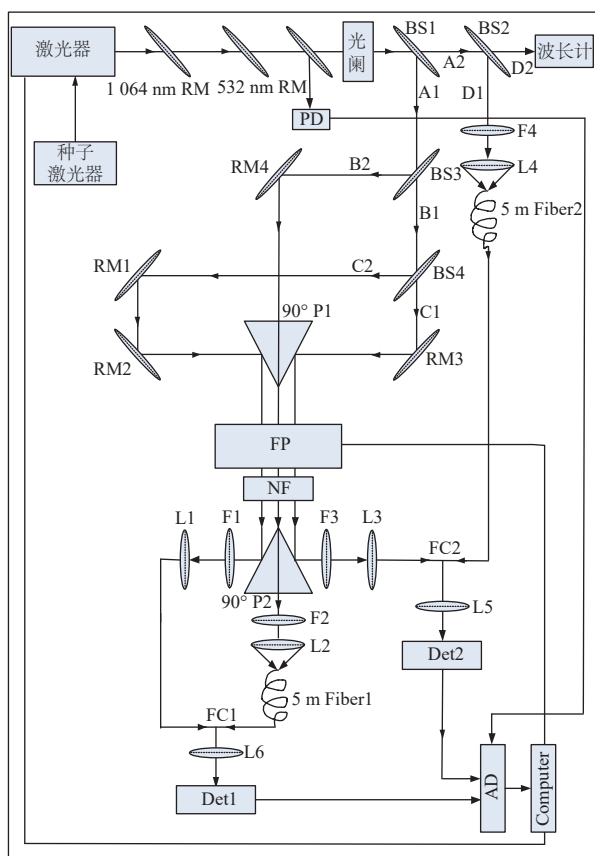 激光器
1 064 nm RM
532 nm RM
光
阑
BS1
A2
BS2
D2
波长计
A1
D1
PD
F4
种子
激光器
RM4
B2
BS3
L4
B1
5 m Fiber2
RM1
C2
BS4
C1
90° P1
RM2
RM3
FP
NF
L1
F1
F3
L3
FC2
90° P2
F2
L5
L2
Det2
5 m Fiber1
FC1
L6
AD
Computer
Det1